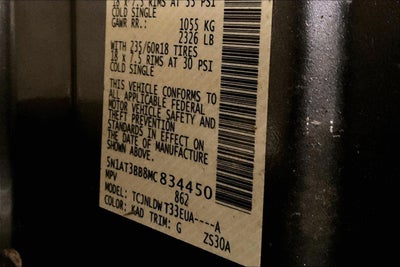 18 x 7.5 RIMS AT 33 PSI
COLD SINGLE
GAWR RR.: 1055 KG
2326 LB
WITH 235/60R18 TIRES
18 x 7.5 RIMS AT 30 PSI
COLD SINGLE
THIS VEHICLE CONFORMS TO
ALL APPLICABLE FEDERAL
MOTOR VEHICLE SAFETY AND
THEFT PREVENTION
STANDARDS IN EFFECT ON
THE DATE OF MANUFACTURE
SHOWN ABOVE.
5N1AT3BB8MC834450
MPV 862
MODEL: TCJNLDWT33EUA----A
COLOR: KAD TRIM: G ZS30A